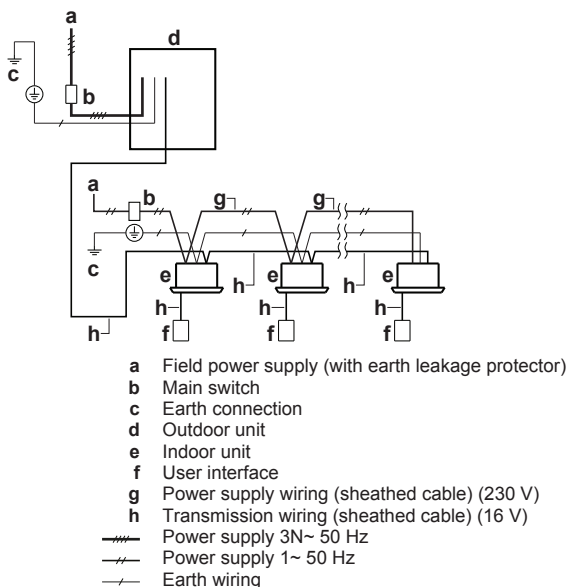 a
d
c
b
a
b
g
g
c
e
h
e
h
e
h
h
h
h
f
f
f
a Field power supply (with earth leakage protector)
b Main switch
c Earth connection
d Outdoor unit
e Indoor unit
f User interface
g Power supply wiring (sheathed cable) (230 V)
h Transmission wiring (sheathed cable) (16 V)
Power supply 3N~ 50 Hz
Power supply 1~ 50 Hz
Earth wiring